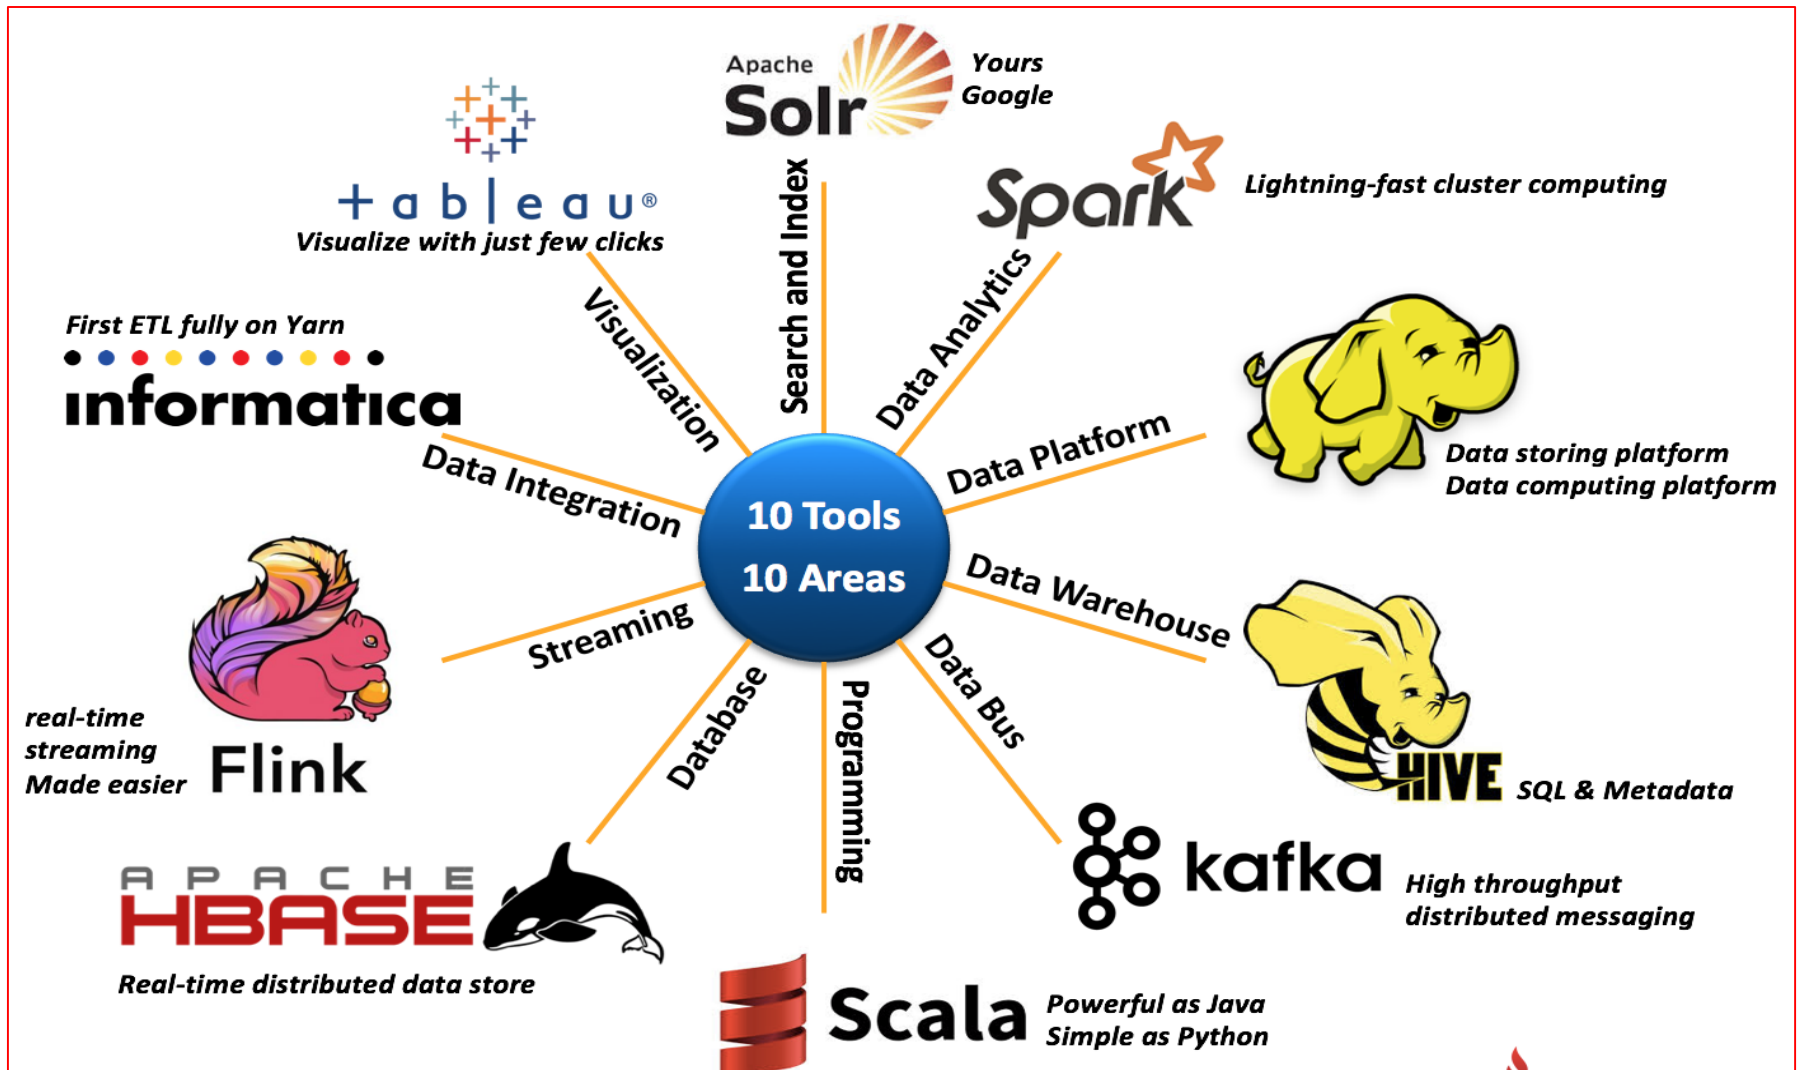 Apache
Solr
Yours
Google
tableau®
Visualize with just few clicks
Spark
Lightning-fast cluster computing
Search and Index
Visualization
Data Analytics
First ETL fully on Yarn
informatica
Data Integration
Data Platform
Data storing platform
Data computing platform
10 Tools
10 Areas
Data Warehouse
HIVE
SQL & Metadata
Streaming
real-time
streaming
Made easier
Flink
Database
Programming
Data Bus
kafka
High throughput
distributed messaging
APACHE
HBASE
Real-time distributed data store
Scala
Powerful as Java
Simple as Python